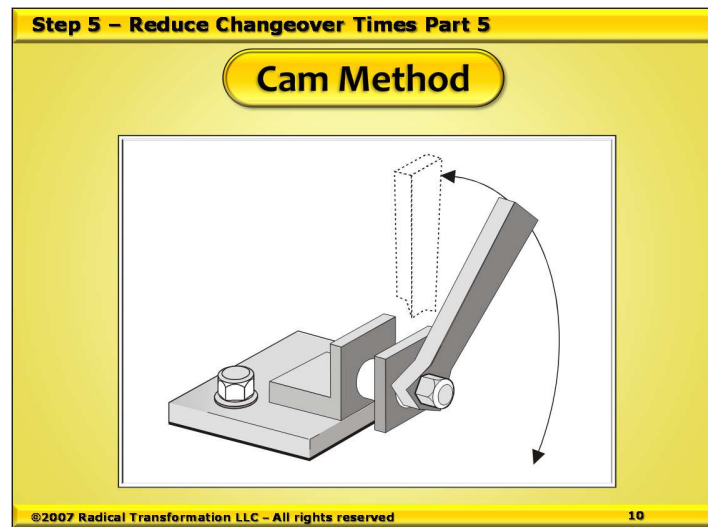 Step 5 – Reduce Changeover Times Part 5
Cam Method
©2007 Radical Transformation LLC – All rights reserved 10